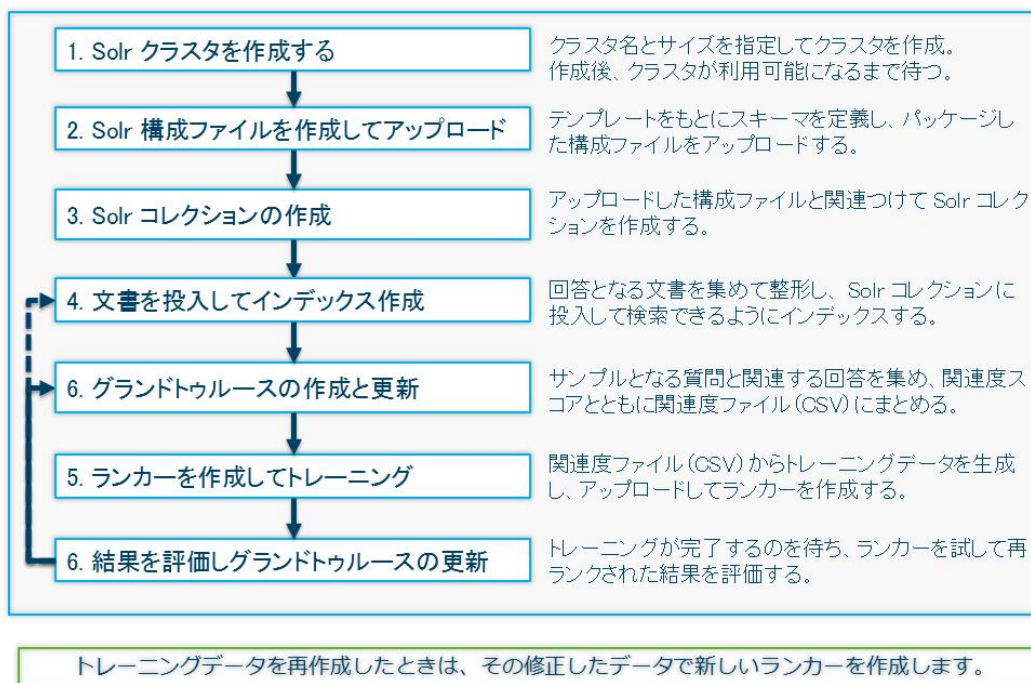 1. Solr クラスタを作成する
クラスタ名とサイズを指定してクラスタを作成。
作成後、クラスタが利用可能になるまで待つ。
2. Solr 構成ファイルを作成してアップロード
テンプレートをもとにスキーマを定義し、パッケージし
た構成ファイルをアップロードする。
3. Solr コレクションの作成
アップロードした構成ファイルと関連つけて Solr コレク
ションを作成する。
4. 文書を投入してインデックス作成
回答となる文書を集めて整形し、Solr コレクションに
投入して検索できるようにインデックスする。
6. グランドトゥルースの作成と更新
サンプルとなる質問と関連する回答を集め、関連度ス
コアとともに関連度ファイル(CSV)にまとめる。
5. ランカーを作成してトレーニング
関連度ファイル(CSV)からトレーニングデータを生成
し、アップロードしてランカーを作成する。
6. 結果を評価しグランドトゥルースの更新
トレーニングが完了するのを待ち、ランカーを試して再
ランクされた結果を評価する。
トレーニングデータを再作成したときは、その修正したデータで新しいランカーを作成します。